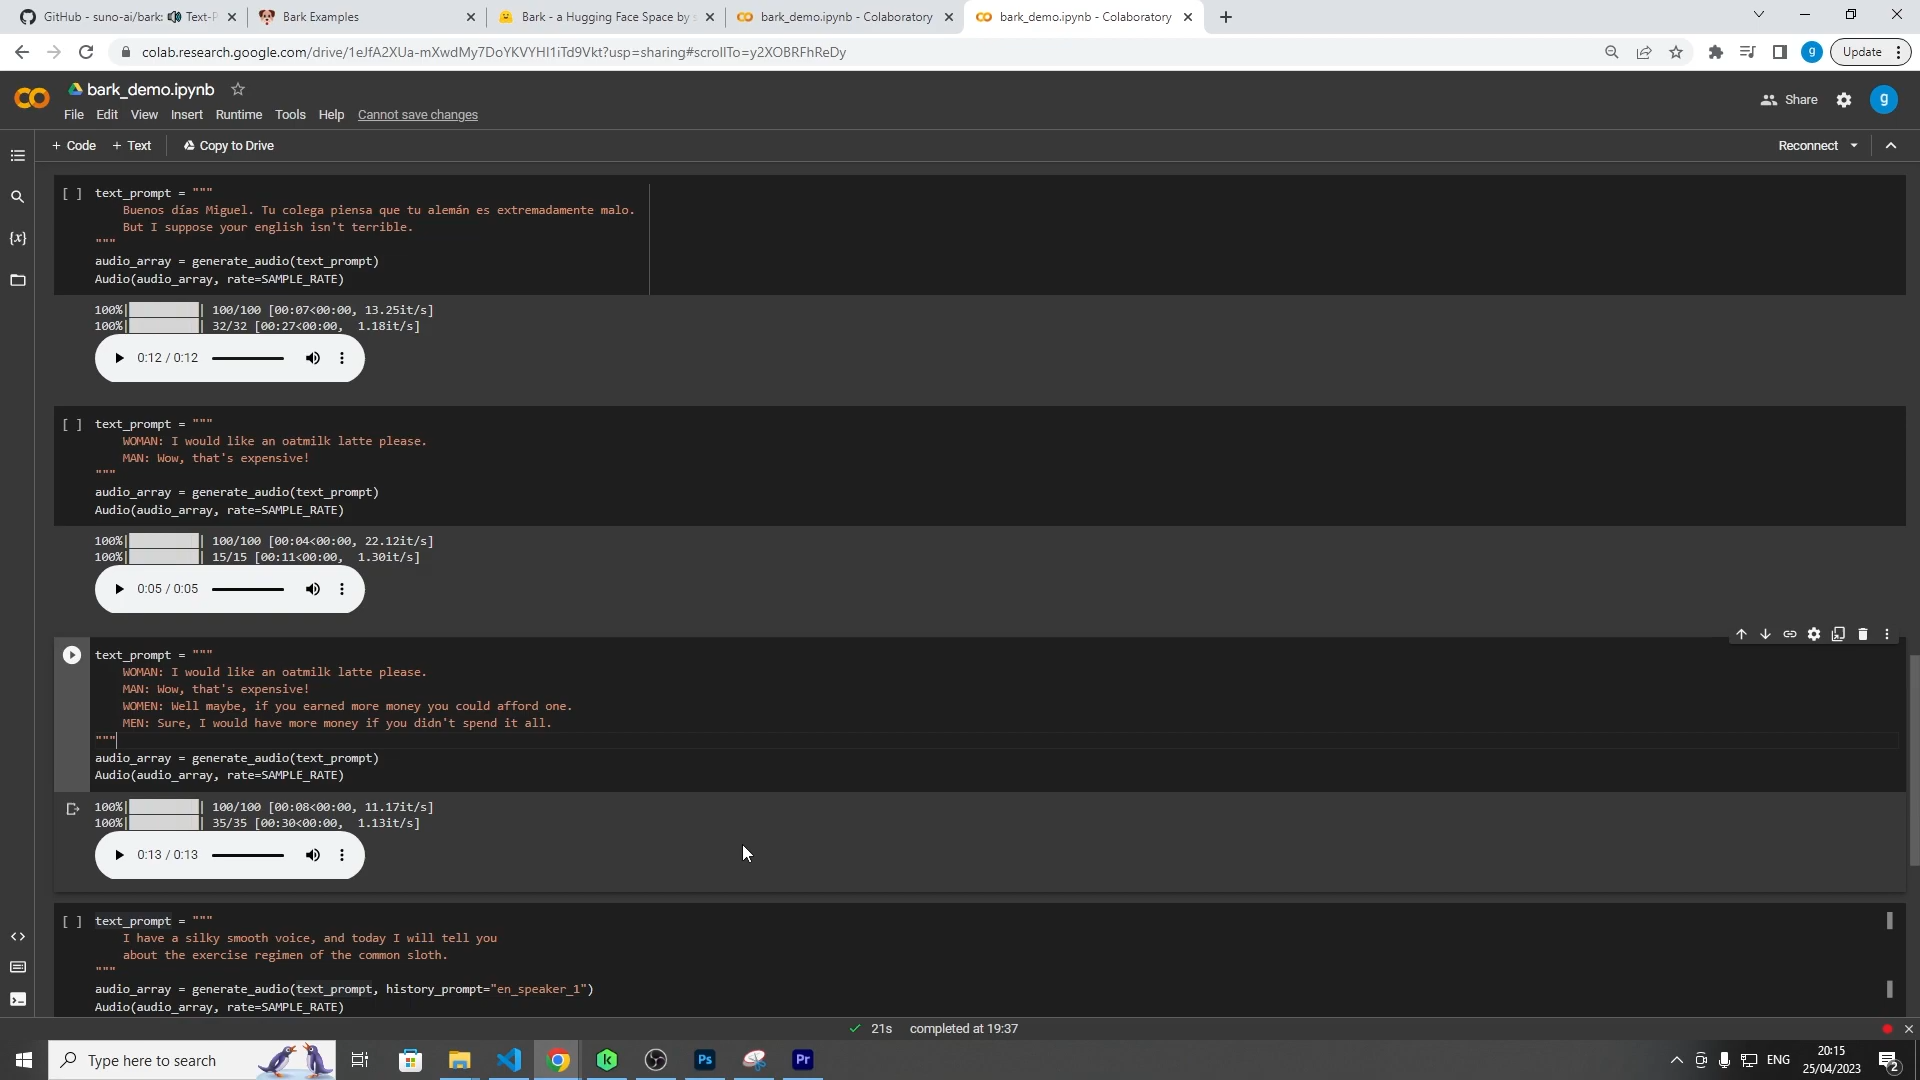 GitHub - suno-ai/bark: 🔊 Text-P
Bark Examples
Bark - a Hugging Face Space by s
bark_demo.ipynb - Colaboratory
bark_demo.ipynb - Colaboratory
colab.research.google.com/drive/1eJfA2XUa-mXwdMy7DoYKVYHI1iTd9Vkt?usp=sharing#scrollTo=y2XOBRFhReDy
g
Update
bark_demo.ipynb
File Edit View Insert Runtime Tools Help Cannot save changes
Share
g
+ Code + Text Copy to Drive
Reconnect
[ ] text_prompt = """
Buenos días Miguel. Tu colega piensa que tu alemán es extremadamente malo.
But I suppose your english isn't terrible.
"""
audio_array = generate_audio(text_prompt)
Audio(audio_array, rate=SAMPLE_RATE)
100%|██████████| 100/100 [00:07<00:00, 13.25it/s]
100%|██████████| 32/32 [00:27<00:00, 1.18it/s]
0:12 / 0:12
[ ] text_prompt = """
WOMAN: I would like an oatmilk latte please.
MAN: Wow, that's expensive!
"""
audio_array = generate_audio(text_prompt)
Audio(audio_array, rate=SAMPLE_RATE)
100%|██████████| 100/100 [00:04<00:00, 22.12it/s]
100%|██████████| 15/15 [00:11<00:00, 1.30it/s]
0:05 / 0:05
text_prompt = """
WOMAN: I would like an oatmilk latte please.
MAN: Wow, that's expensive!
WOMEN: Well maybe, if you earned more money you could afford one.
MEN: Sure, I would have more money if you didn't spend it all.
"""
audio_array = generate_audio(text_prompt)
Audio(audio_array, rate=SAMPLE_RATE)
100%|██████████| 100/100 [00:08<00:00, 11.17it/s]
100%|██████████| 35/35 [00:30<00:00, 1.13it/s]
0:13 / 0:13
[ ] text_prompt = """
I have a silky smooth voice, and today I will tell you
about the exercise regimen of the common sloth.
"""
audio_array = generate_audio(text_prompt, history_prompt="en_speaker_1")
Audio(audio_array, rate=SAMPLE_RATE)
21s completed at 19:37
Type here to search
Ps
Pr
ENG
20:15
25/04/2023
2